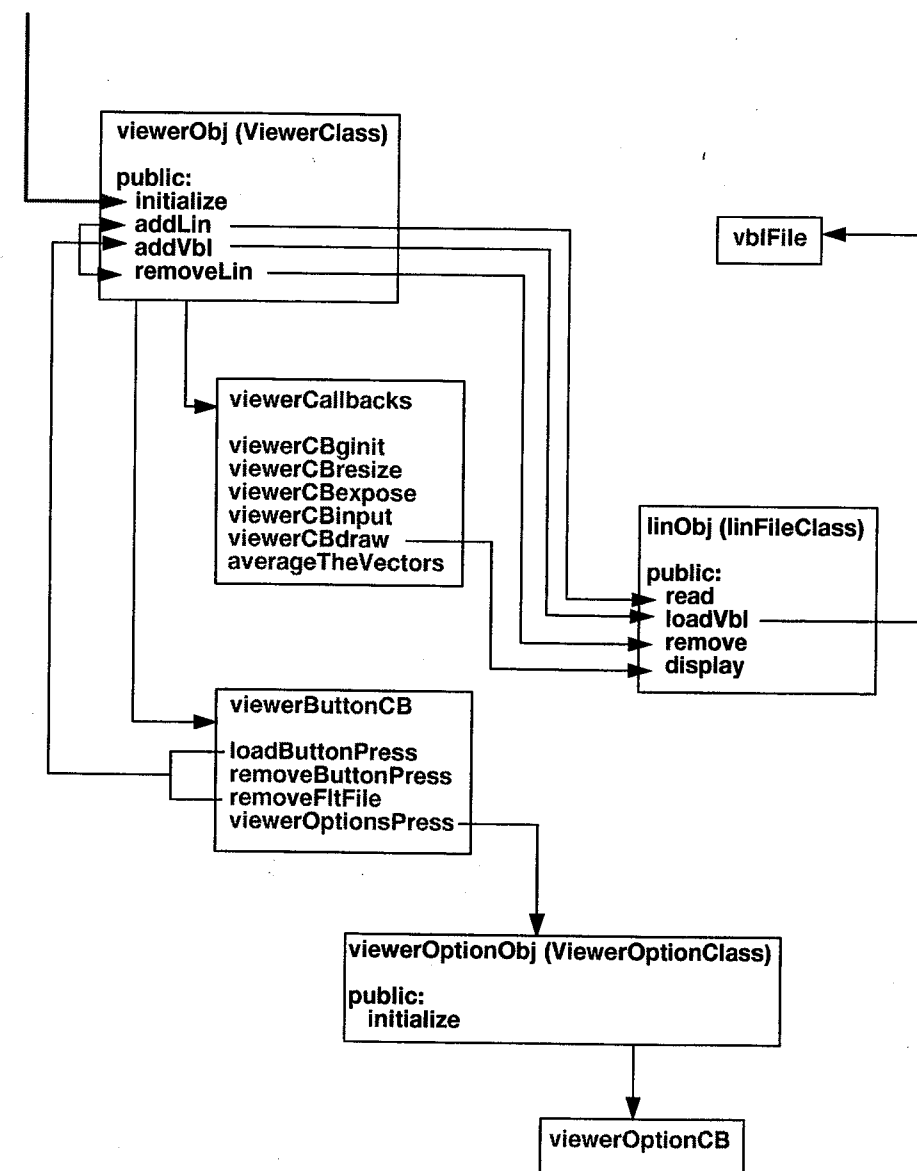 viewerObj (ViewerClass)
public:
initialize
addLin
addVbl
removeLin
vblFile
viewerCallbacks
viewerCBginit
viewerCBresize
viewerCBexpose
viewerCBinput
viewerCBdraw
averageTheVectors
linObj (linFileClass)
public:
read
loadVbl
remove
display
viewerButtonCB
loadButtonPress
removeButtonPress
removeFltFile
viewerOptionsPress
viewerOptionObj (ViewerOptionClass)
public:
initialize
viewerOptionCB